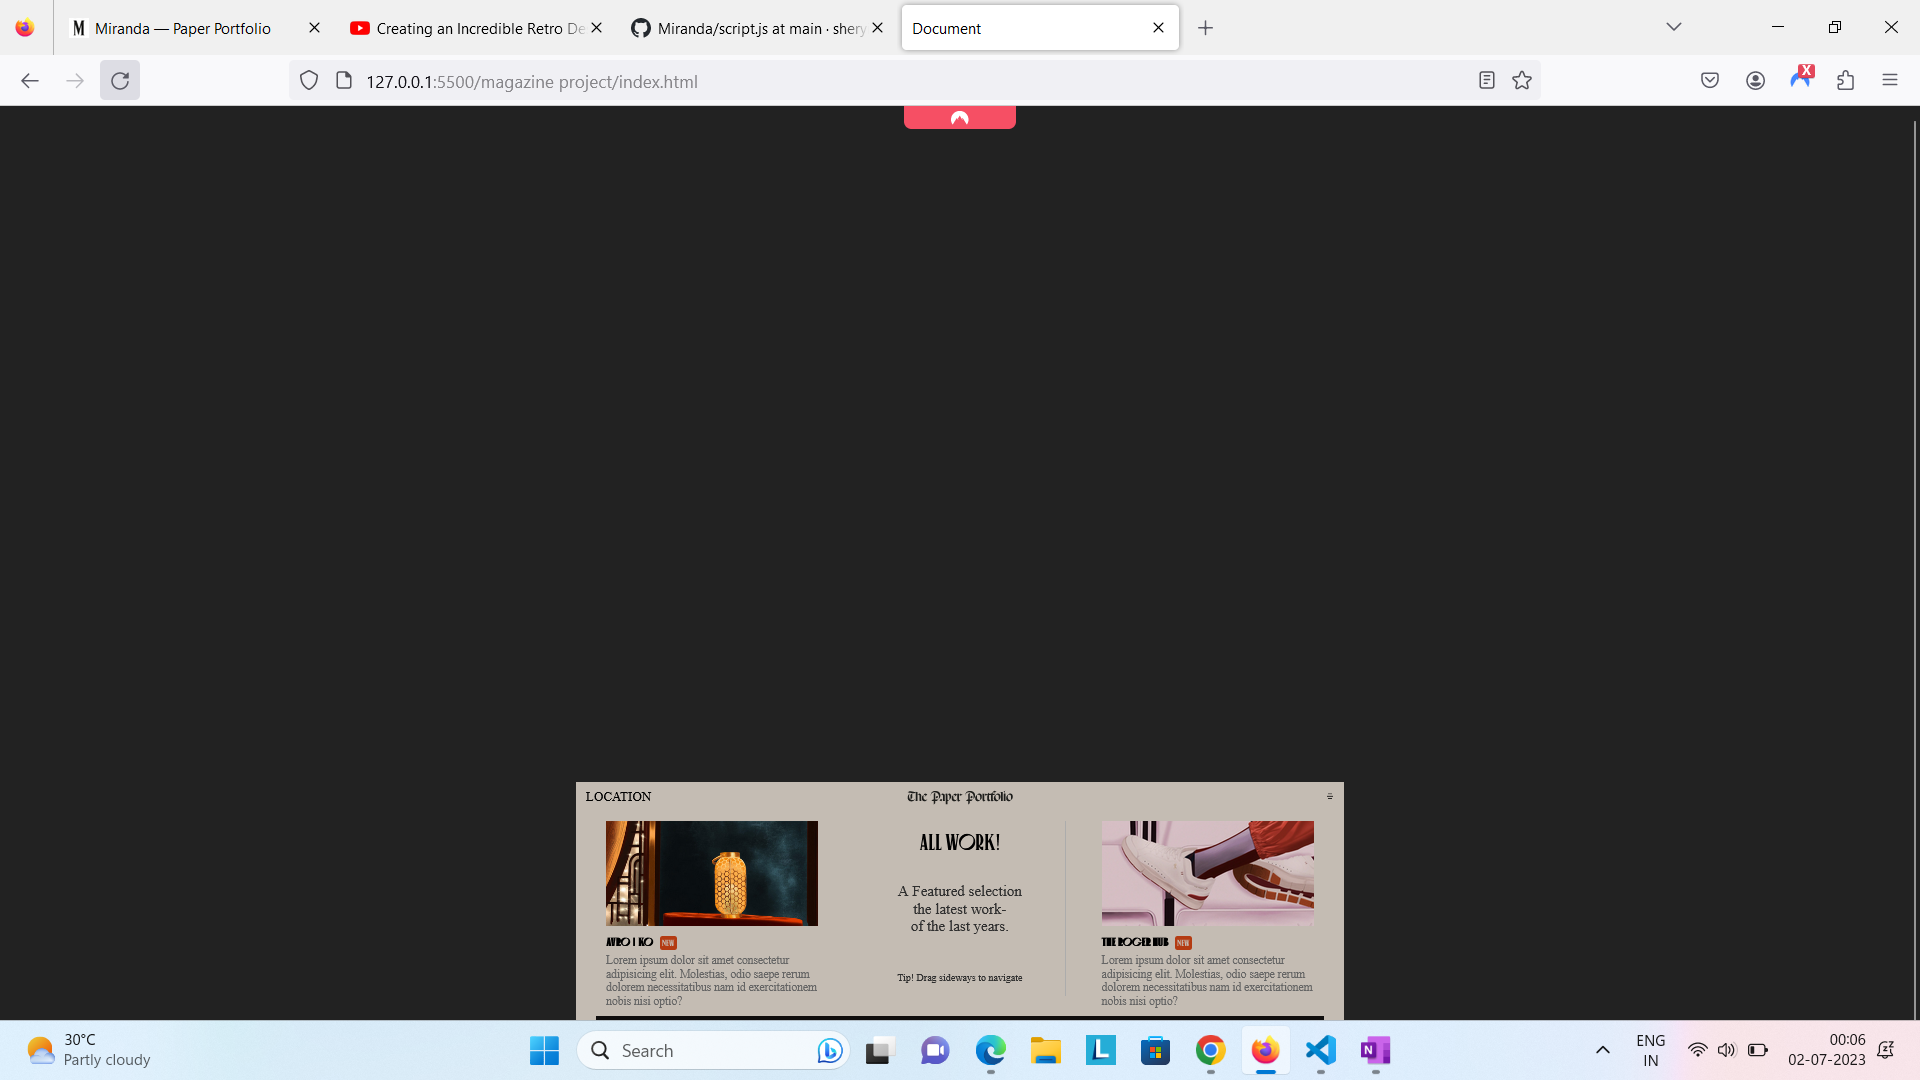 Miranda — Paper Portfolio
Creating an Incredible Retro De
Miranda/script.js at main · shery
Document
127.0.0.1:5500/magazine project/index.html
X
LOCATION
The Paper Portfolio
ALL WORK!
A Featured selection
the latest work-
of the last years.
Tip! Drag sideways to navigate
AVRO | KO NEW
Lorem ipsum dolor sit amet consectetur
adipisicing elit. Molestias, odio saepe rerum
dolorem necessitatibus nam id exercitationem
nobis nisi optio?
THE ROGER HUB NEW
Lorem ipsum dolor sit amet consectetur
adipisicing elit. Molestias, odio saepe rerum
dolorem necessitatibus nam id exercitationem
nobis nisi optio?
30°C
Partly cloudy
Search
ENG
IN
00:06
02-07-2023